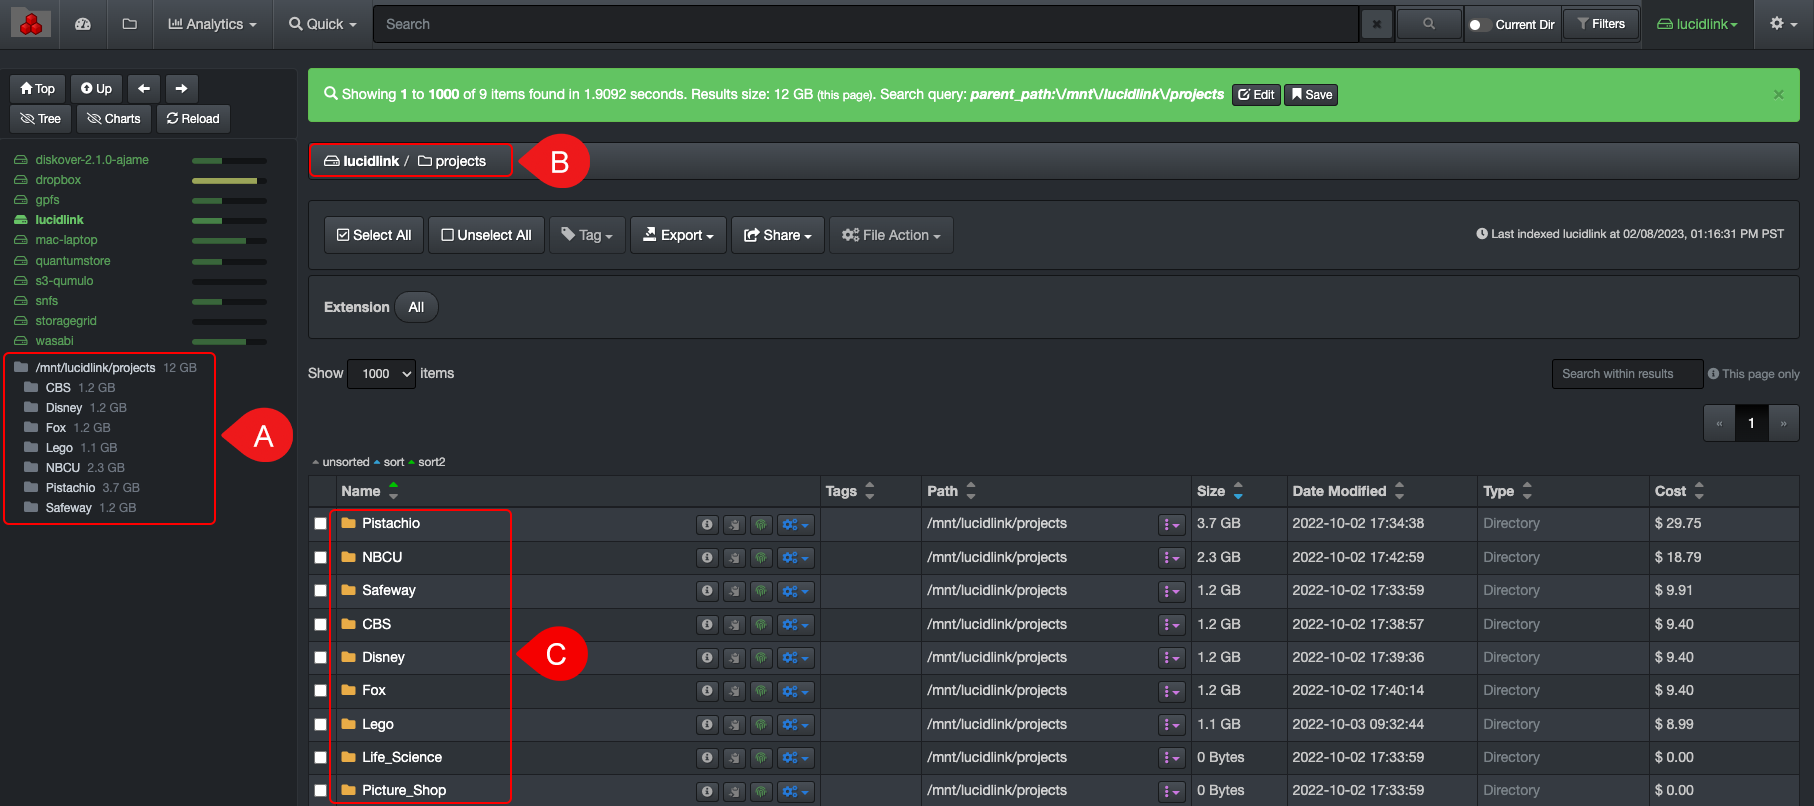 Analytics
Quick
Search
Current Dir
Filters
lucidlink
Top
Up
Tree
Charts
Reload
Showing 1 to 1000 of 9 items found in 1.9092 seconds. Results size: 12 GB (this page). Search query: parent_path:\/mnt\/lucidlink\/projects
Edit
Save
×
diskover-2.1.0-ajame
dropbox
gpfs
lucidlink
mac-laptop
quantumstore
s3-qumulo
snfs
storagegrid
wasabi
/mnt/lucidlink/projects 12 GB
CBS 1.2 GB
Disney 1.2 GB
Fox 1.2 GB
Lego 1.1 GB
NBCU 2.3 GB
Pistachio 3.7 GB
Safeway 1.2 GB
A
lucidlink / projects
B
Select All
Unselect All
Tag
Export
Share
File Action
Last indexed lucidlink at 02/08/2023, 01:16:31 PM PST
Extension All
Show 1000 items
Search within results
This page only
« 1 »
unsorted sort sort2
Name Tags Path Size Date Modified Type Cost
Pistachio /mnt/lucidlink/projects 3.7 GB 2022-10-02 17:34:38 Directory $ 29.75
NBCU /mnt/lucidlink/projects 2.3 GB 2022-10-02 17:42:59 Directory $ 18.79
Safeway /mnt/lucidlink/projects 1.2 GB 2022-10-02 17:33:59 Directory $ 9.91
CBS /mnt/lucidlink/projects 1.2 GB 2022-10-02 17:38:57 Directory $ 9.40
Disney /mnt/lucidlink/projects 1.2 GB 2022-10-02 17:39:36 Directory $ 9.40
C
Fox /mnt/lucidlink/projects 1.2 GB 2022-10-02 17:40:14 Directory $ 9.40
Lego /mnt/lucidlink/projects 1.1 GB 2022-10-03 09:32:44 Directory $ 8.99
Life_Science /mnt/lucidlink/projects 0 Bytes 2022-10-02 17:33:59 Directory $ 0.00
Picture_Shop /mnt/lucidlink/projects 0 Bytes 2022-10-02 17:33:59 Directory $ 0.00